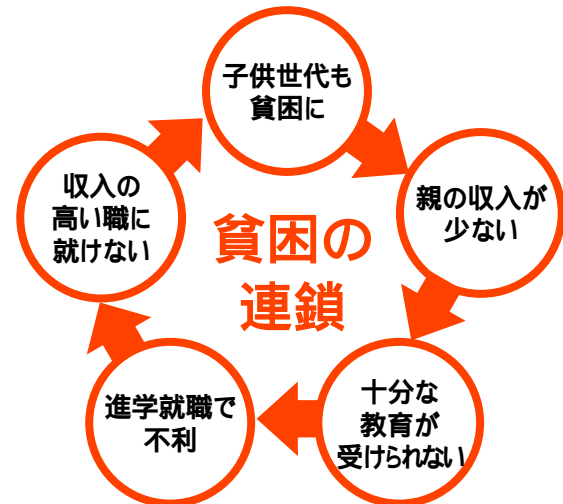 子供世代も
貧困に
親の収入が
少ない
十分な
教育が
受けられない
進学就職で
不利
収入の
高い職に
就けない
貧困の
連鎖